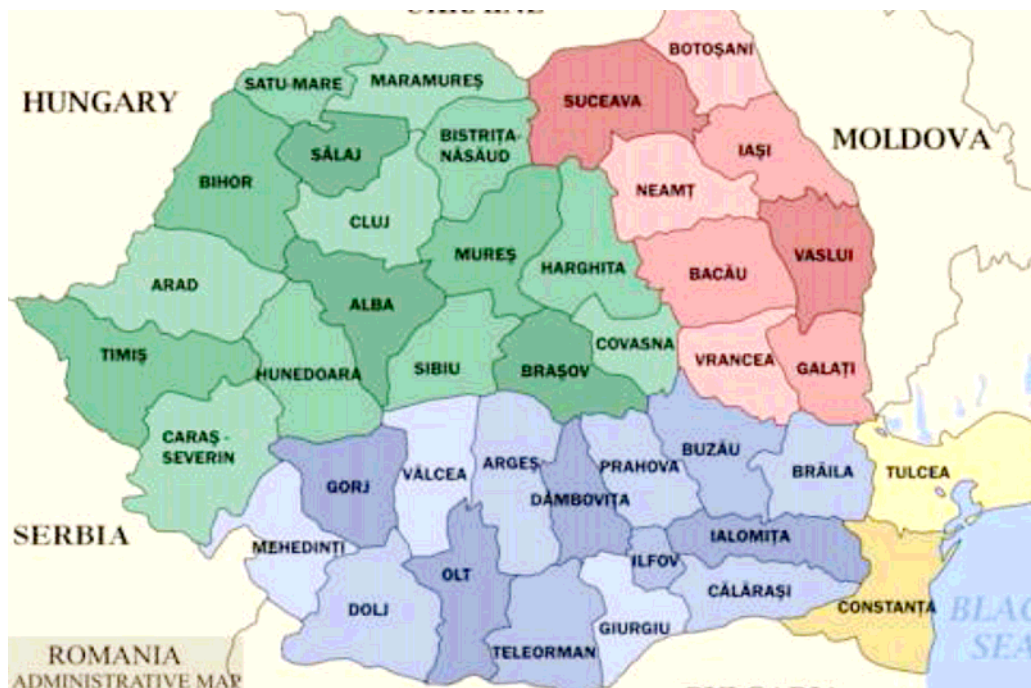 BOTOȘANI
SATU-MARE
MARAMUREȘ
HUNGARY
SUCEAVA
BISTRIȚA-
NĂSĂUD
MOLDOVA
SĂLAJ
IAȘI
BIHOR
NEAMȚ
CLUJ
MUREȘ
VASLUI
HARGHITA
BACĂU
ARAD
ALBA
COVASNA
TIMIȘ
VRANCEA
HUNEDOARA
SIBIU
BRAȘOV
GALAȚI
CARAȘ -
SEVERIN
BUZĂU
ARGEȘ
PRAHOVA
VÂLCEA
BRĂILA
TULCEA
GORJ
DÂMBOVIȚA
SERBIA
IALOMIȚA
MEHEDINȚI
ILFOV
OLT
CĂLĂRAȘI
DOLJ
CONSTANȚA
GIURGIU
TELEORMAN
ROMANIA
ADMINISTRATIVE MAP